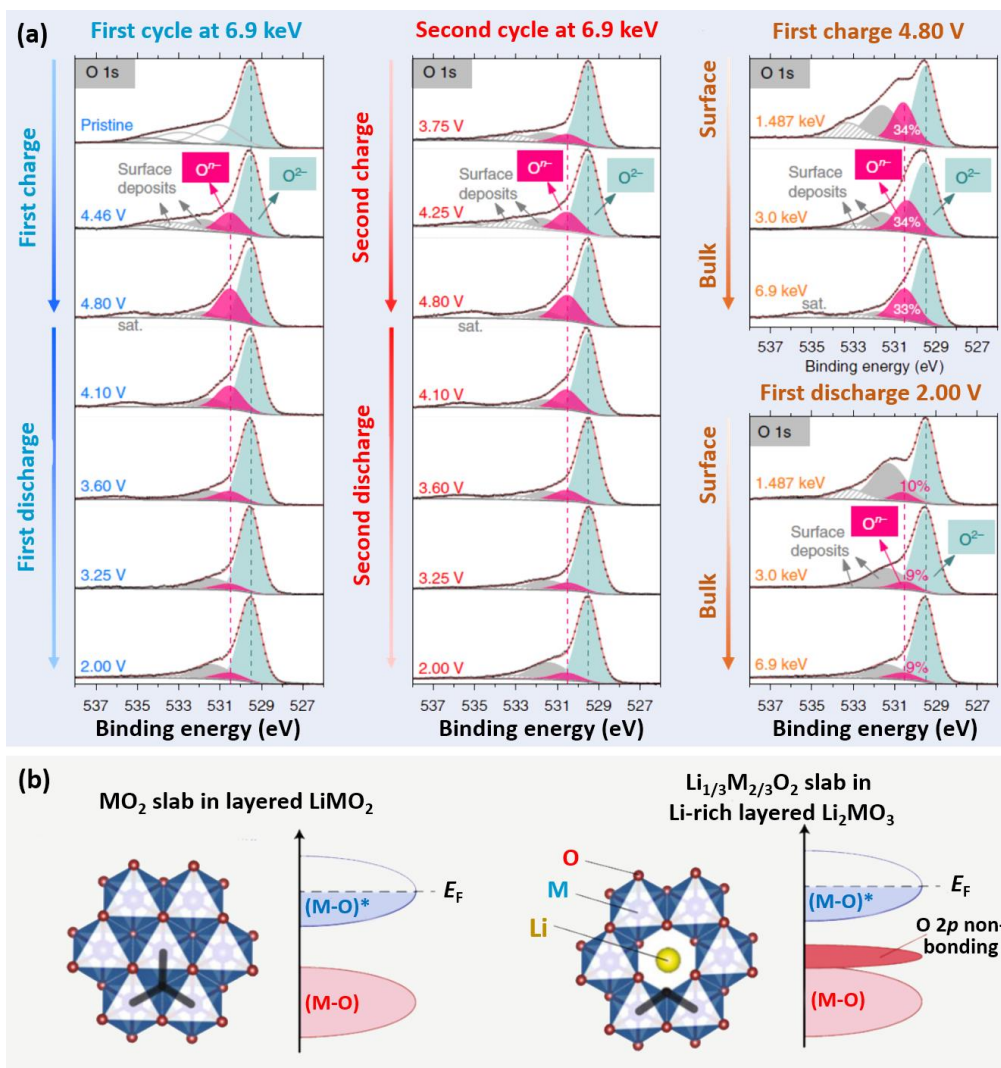 (a)
First cycle at 6.9 keV
First charge
First discharge
O 1s
Pristine
Surface
deposits
Oⁿ⁻
O²⁻
4.46 V
4.80 V
sat.
4.10 V
3.60 V
3.25 V
2.00 V
537 535 533 531 529 527
Binding energy (eV)
Second cycle at 6.9 keV
Second charge
Second discharge
O 1s
3.75 V
Surface
deposits
Oⁿ⁻
O²⁻
4.25 V
4.80 V
sat.
4.10 V
3.60 V
3.25 V
2.00 V
537 535 533 531 529 527
Binding energy (eV)
First charge 4.80 V
Surface
Bulk
O 1s
1.487 keV
34%
Surface
deposits
Oⁿ⁻
O²⁻
3.0 keV
34%
6.9 keV
sat.
33%
537 535 533 531 529 527
Binding energy (eV)
First discharge 2.00 V
Surface
Bulk
O 1s
1.487 keV
10%
Surface
deposits
Oⁿ⁻
O²⁻
3.0 keV
9%
6.9 keV
9%
537 535 533 531 529 527
Binding energy (eV)
(b)
MO₂ slab in layered LiMO₂
E_F
(M-O)*
(M-O)
Li₁/₃M₂/₃O₂ slab in
Li-rich layered Li₂MO₃
O
M
Li
E_F
(M-O)*
O 2p non-
bonding
(M-O)